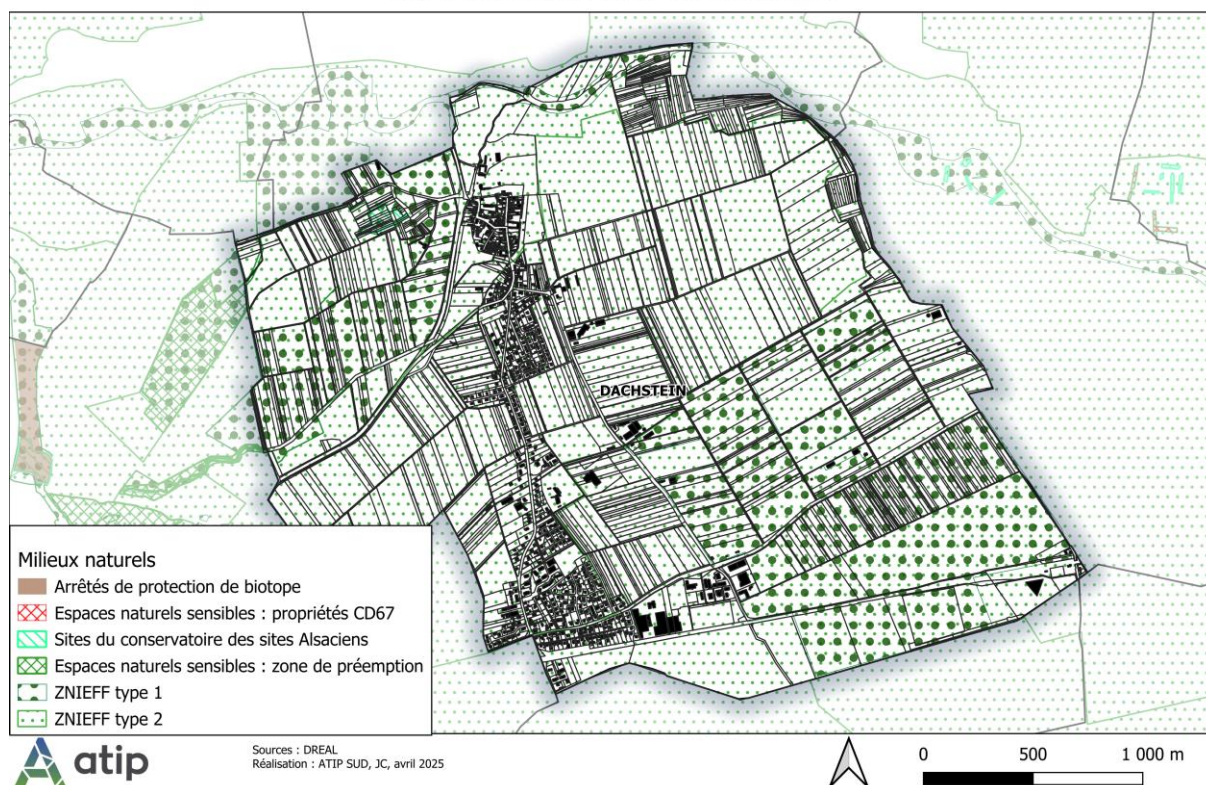 DACHSTEIN
Milieux naturels
Arrêtés de protection de biotope
Espaces naturels sensibles : propriétés CD67
Sites du conservatoire des sites Alsaciens
Espaces naturels sensibles : zone de préemption
ZNIEFF type 1
ZNIEFF type 2
atip
Sources : DREAL
Réalisation : ATIP SUD, JC, avril 2025
0 500 1 000 m